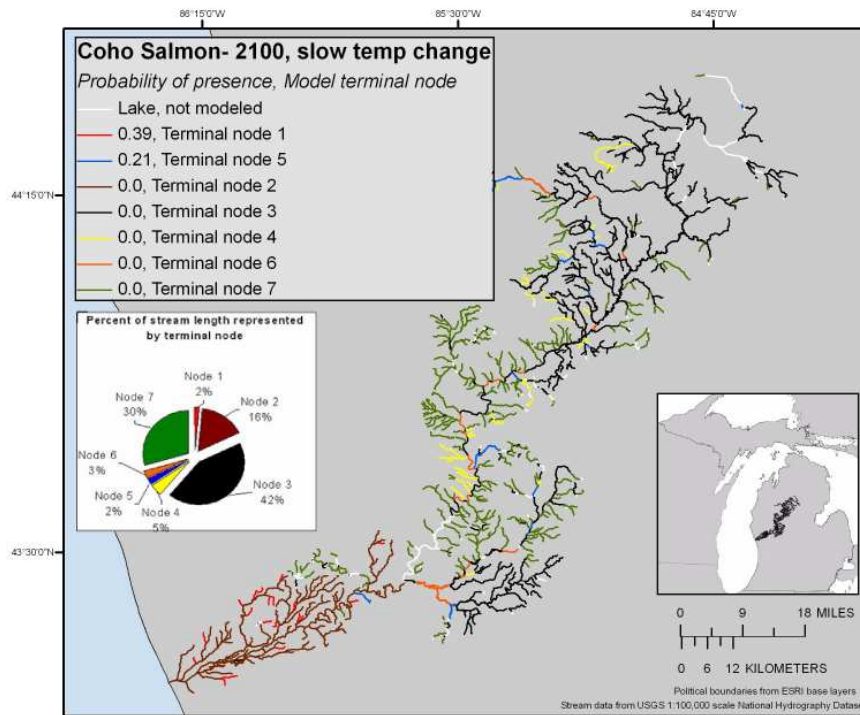 86°15'0"W 85°30'0"W 84°45'0"W
Coho Salmon- 2100, slow temp change
Probability of presence, Model terminal node
Lake, not modeled
0.39, Terminal node 1
0.21, Terminal node 5
0.0, Terminal node 2
0.0, Terminal node 3
0.0, Terminal node 4
0.0, Terminal node 6
0.0, Terminal node 7
44°15'0"N
Percent of stream length represented
by terminal node
Node 1
2%
Node 2
16%
Node 3
42%
Node 4
5%
Node 5
2%
Node 6
3%
Node 7
30%
43°30'0"N
0 9 18 MILES
0 6 12 KILOMETERS
Political boundaries from ESRI base layers
Stream data from USGS 1:100,000 scale National Hydrography Datase